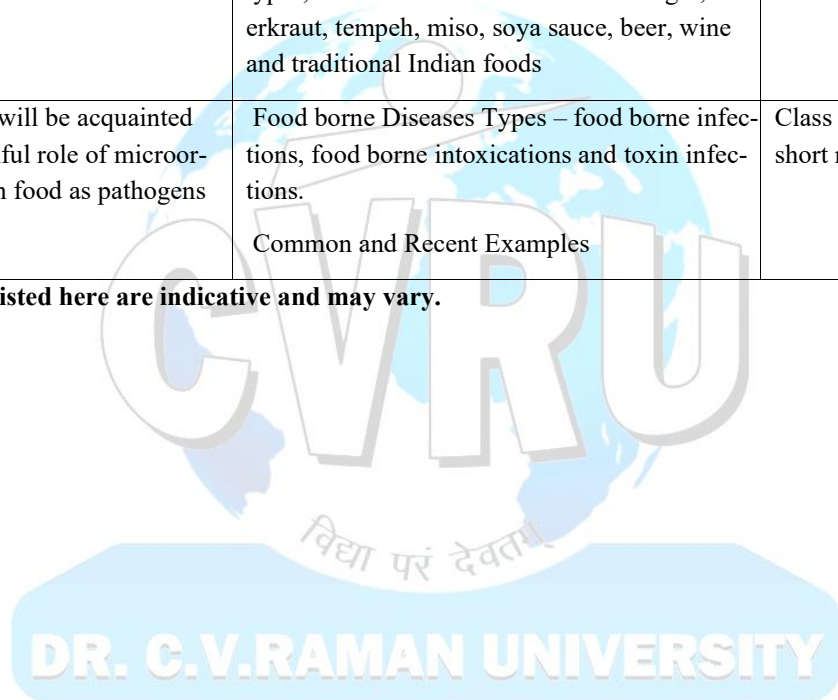 erkraut, tempeh, miso, soya sauce, beer, wine
and traditional Indian foods
will be acquainted
ful role of microor-
n food as pathogens
Food borne Diseases Types – food borne infec-
tions, food borne intoxications and toxin infec-
tions.
Common and Recent Examples
Class
short
isted here are indicative and may vary.
CVRU
विद्या परं देवतम्
DR. C.V.RAMAN UNIVERSITY